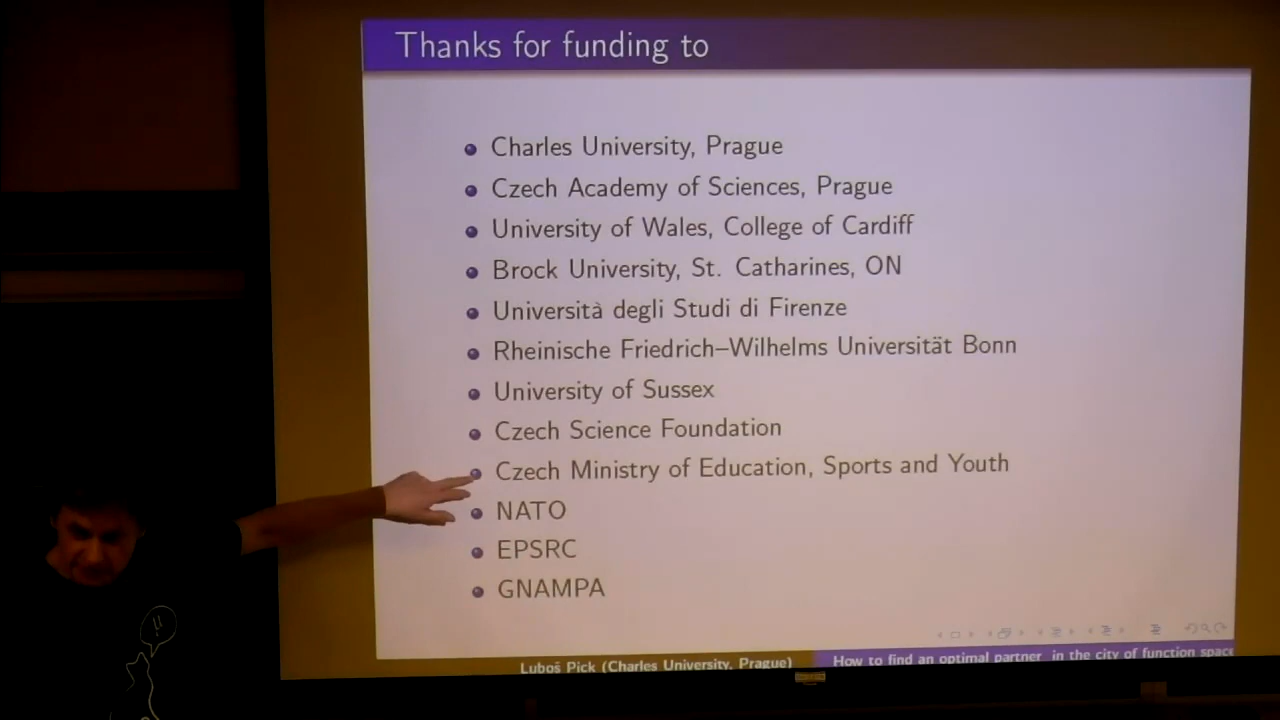 Thanks for funding to
Charles University, Prague
Czech Academy of Sciences, Prague
University of Wales, College of Cardiff
Brock University, St. Catharines, ON
Università degli Studi di Firenze
Rheinische Friedrich–Wilhelms Universität Bonn
University of Sussex
Czech Science Foundation
Czech Ministry of Education, Sports and Youth
NATO
EPSRC
GNAMPA
!!
Luboš Pick (Charles University, Prague)
How to find an optimal partner in the city of function space